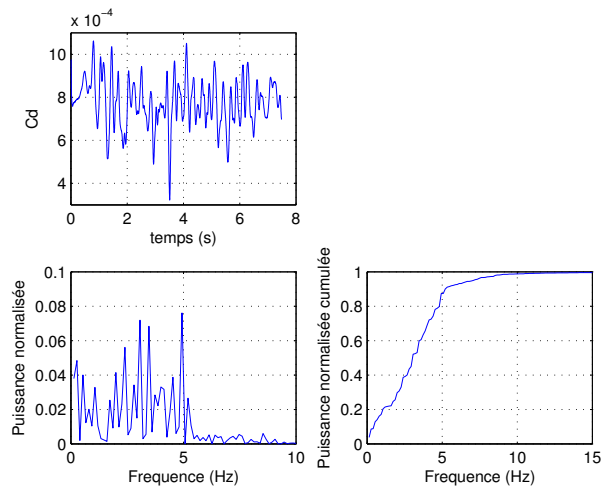 x 10⁻⁴
10
8
6
4
Cd
0 2 4 6 8
temps (s)
0.1
0.08
0.06
0.04
0.02
0
Puissance normalisée
0 5 10
Frequence (Hz)
1
0.8
0.6
0.4
0.2
0
Puissance normalisée cumulée
0 5 10 15
Frequence (Hz)